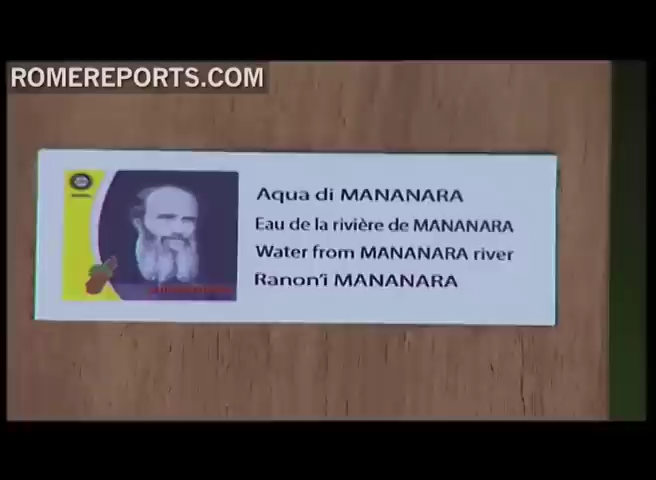 ROMEREPORTS.COM
Aqua di MANANARA
Eau de la rivière de MANANARA
Water from MANANARA river
Ranon'i MANANARA